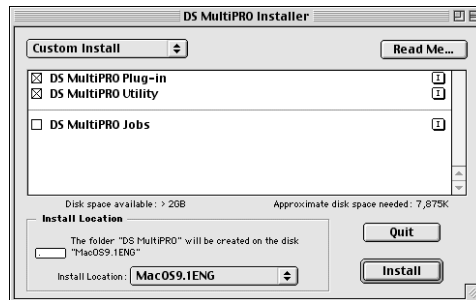 DS MultiPRO Installer
Custom Install
Read Me...
DS MultiPRO Plug-in
DS MultiPRO Utility
DS MultiPRO Jobs
Disk space available: > 2GB
Approximate disk space needed: 7,875K
Install Location
The folder "DS MultiPRO" will be created on the disk
"MacOS9.1ENG"
Install Location: MacOS9.1ENG
Quit
Install